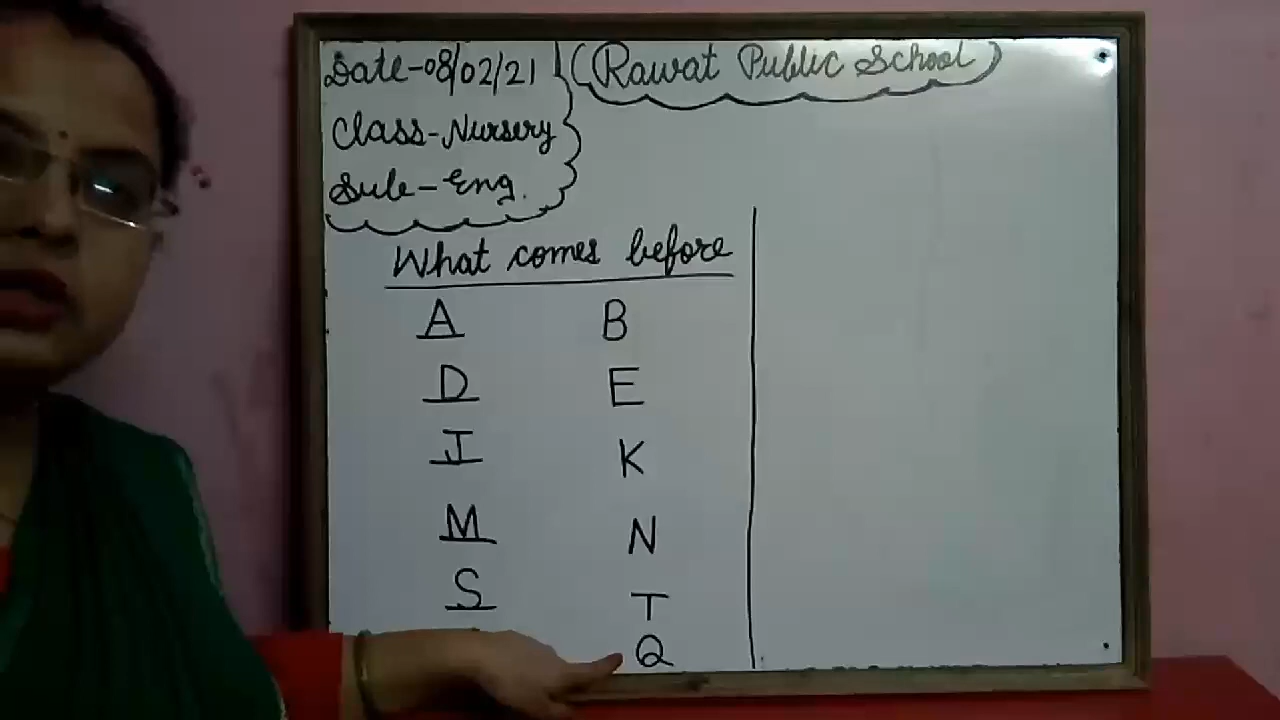 Date-08/02/21 (Rawat Public School)
Class-Nursery
Sub-Eng.
What comes before
A B
D E
I K
M N
S T
Q